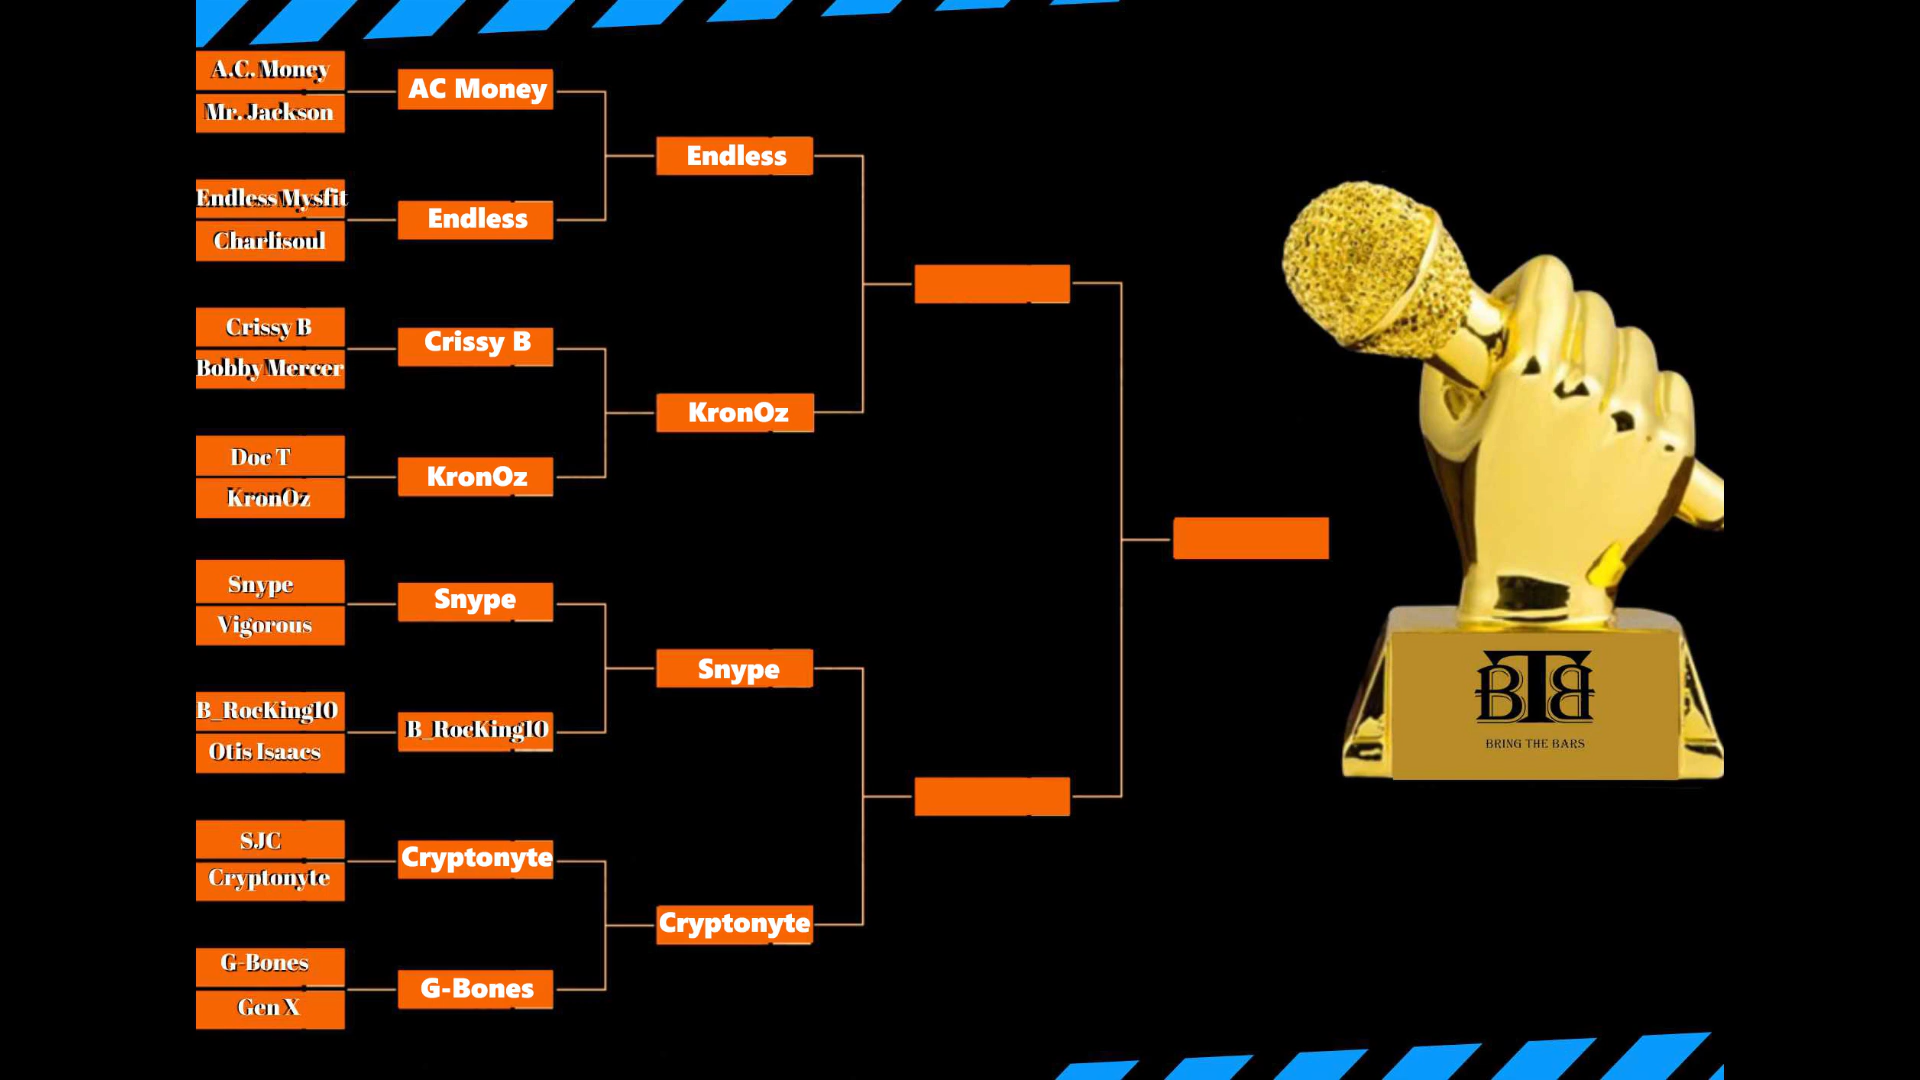 A.C. Money
Mr. Jackson
Endless Mysfit
Charlisoul
Crissy B
Bobby Mercer
Doc T
KronOz
Snype
Vigorous
B_RocKing10
Otis Isaacs
SJC
Cryptonyte
G-Bones
Gen X
AC Money
Endless
Crissy B
KronOz
Snype
B_RocKing10
Cryptonyte
G-Bones
Endless
KronOz
Snype
Cryptonyte
BTB
BRING THE BARS